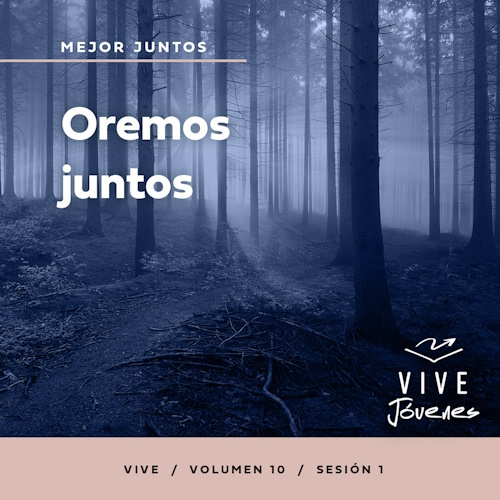 MEJOR JUNTOS
Oremos
juntos
VIVE
Jóvenes
VIVE / VOLUMEN 10 / SESIÓN 1